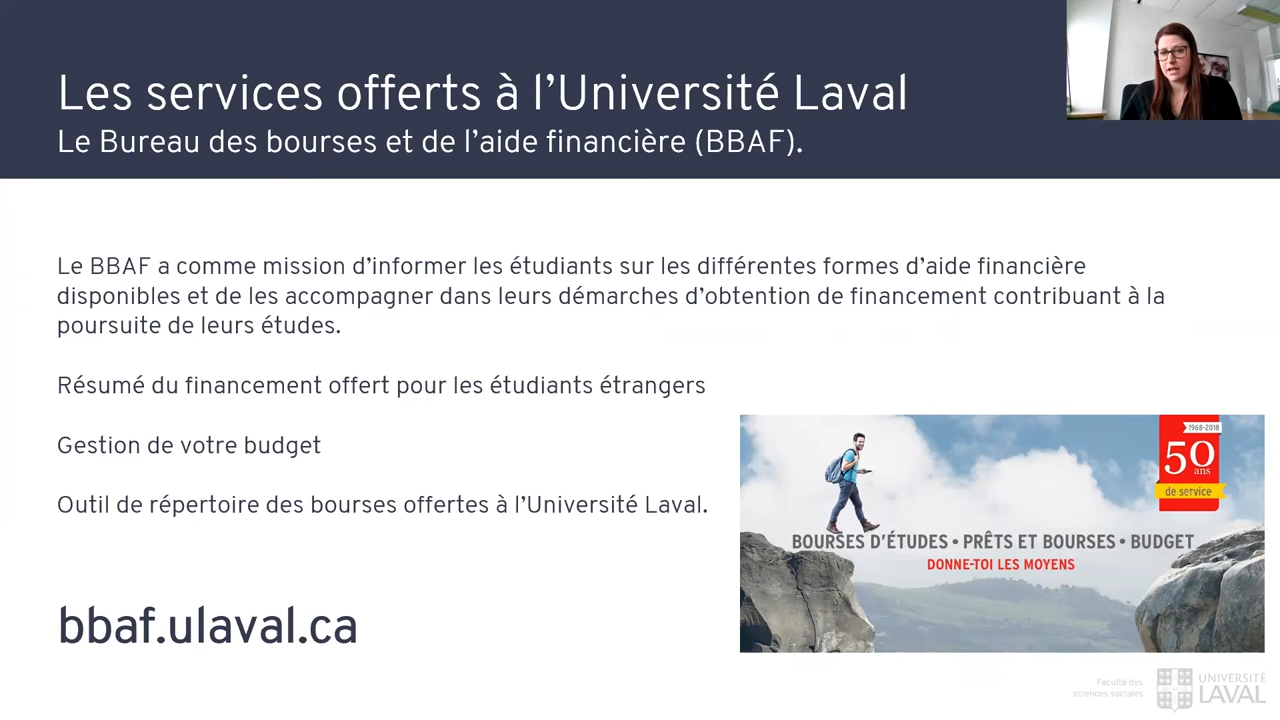 Les services offerts à l’Université Laval
Le Bureau des bourses et de l’aide financière (BBAF).
Le BBAF a comme mission d’informer les étudiants sur les différentes formes d’aide financière
disponibles et de les accompagner dans leurs démarches d’obtention de financement contribuant à la
poursuite de leurs études.
Résumé du financement offert pour les étudiants étrangers
Gestion de votre budget
Outil de répertoire des bourses offertes à l’Université Laval.
bbaf.ulaval.ca
1968-2018
50
ans
de service
BOURSES D’ÉTUDES • PRÊTS ET BOURSES • BUDGET
DONNE-TOI LES MOYENS
Faculté des
sciences sociales
UNIVERSITÉ
LAVAL